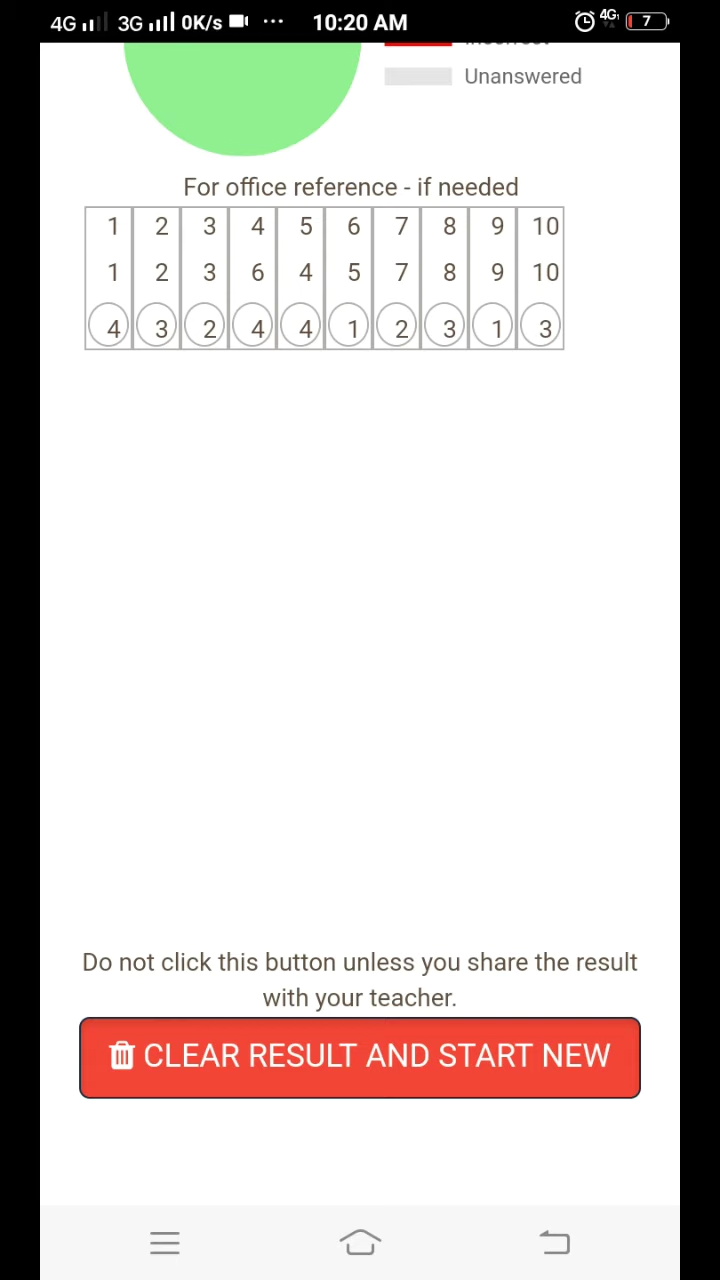 4G 3G 0K/s ... 10:20 AM 4G 7
Unanswered
For office reference - if needed
1 2 3 4 5 6 7 8 9 10
1 2 3 6 4 5 7 8 9 10
4 3 2 4 4 1 2 3 1 3
Do not click this button unless you share the result
with your teacher.
CLEAR RESULT AND START NEW